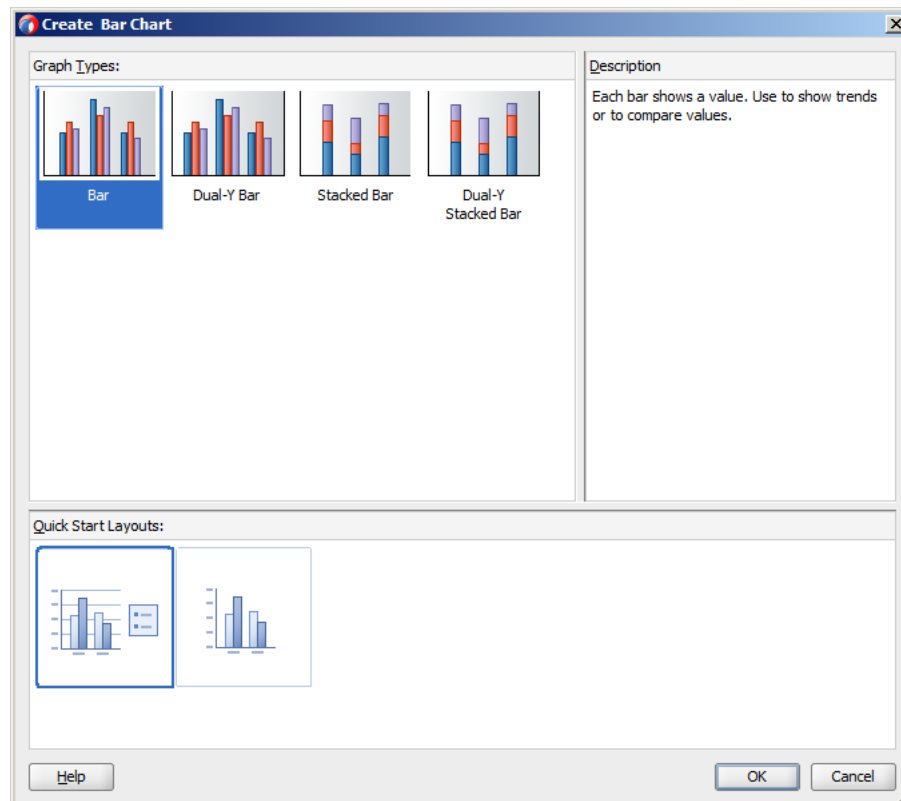 Create Bar Chart
Graph Types:
Bar
Dual-Y Bar
Stacked Bar
Dual-Y
Stacked Bar
Description
Each bar shows a value. Use to show trends
or to compare values.
Quick Start Layouts:
Help
OK
Cancel